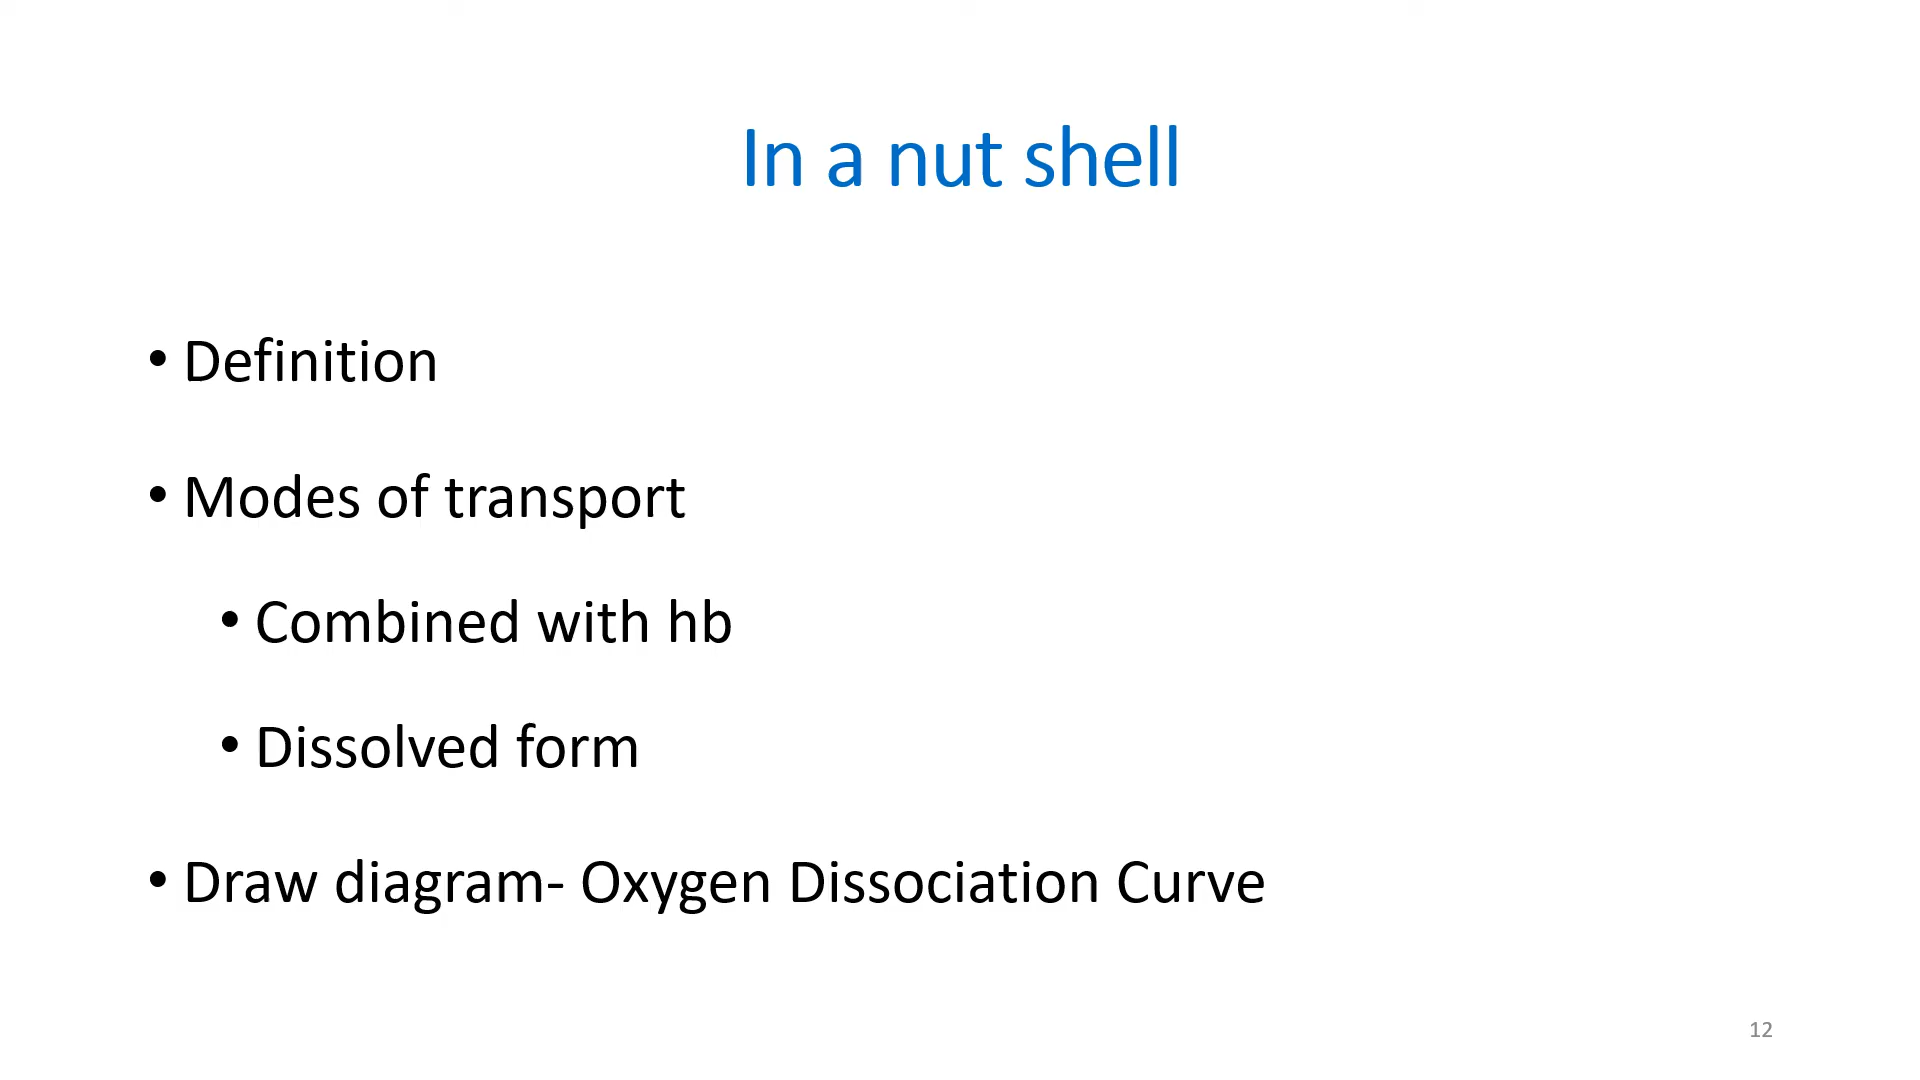 In a nut shell
• Definition
• Modes of transport
• Combined with hb
• Dissolved form
• Draw diagram- Oxygen Dissociation Curve
12